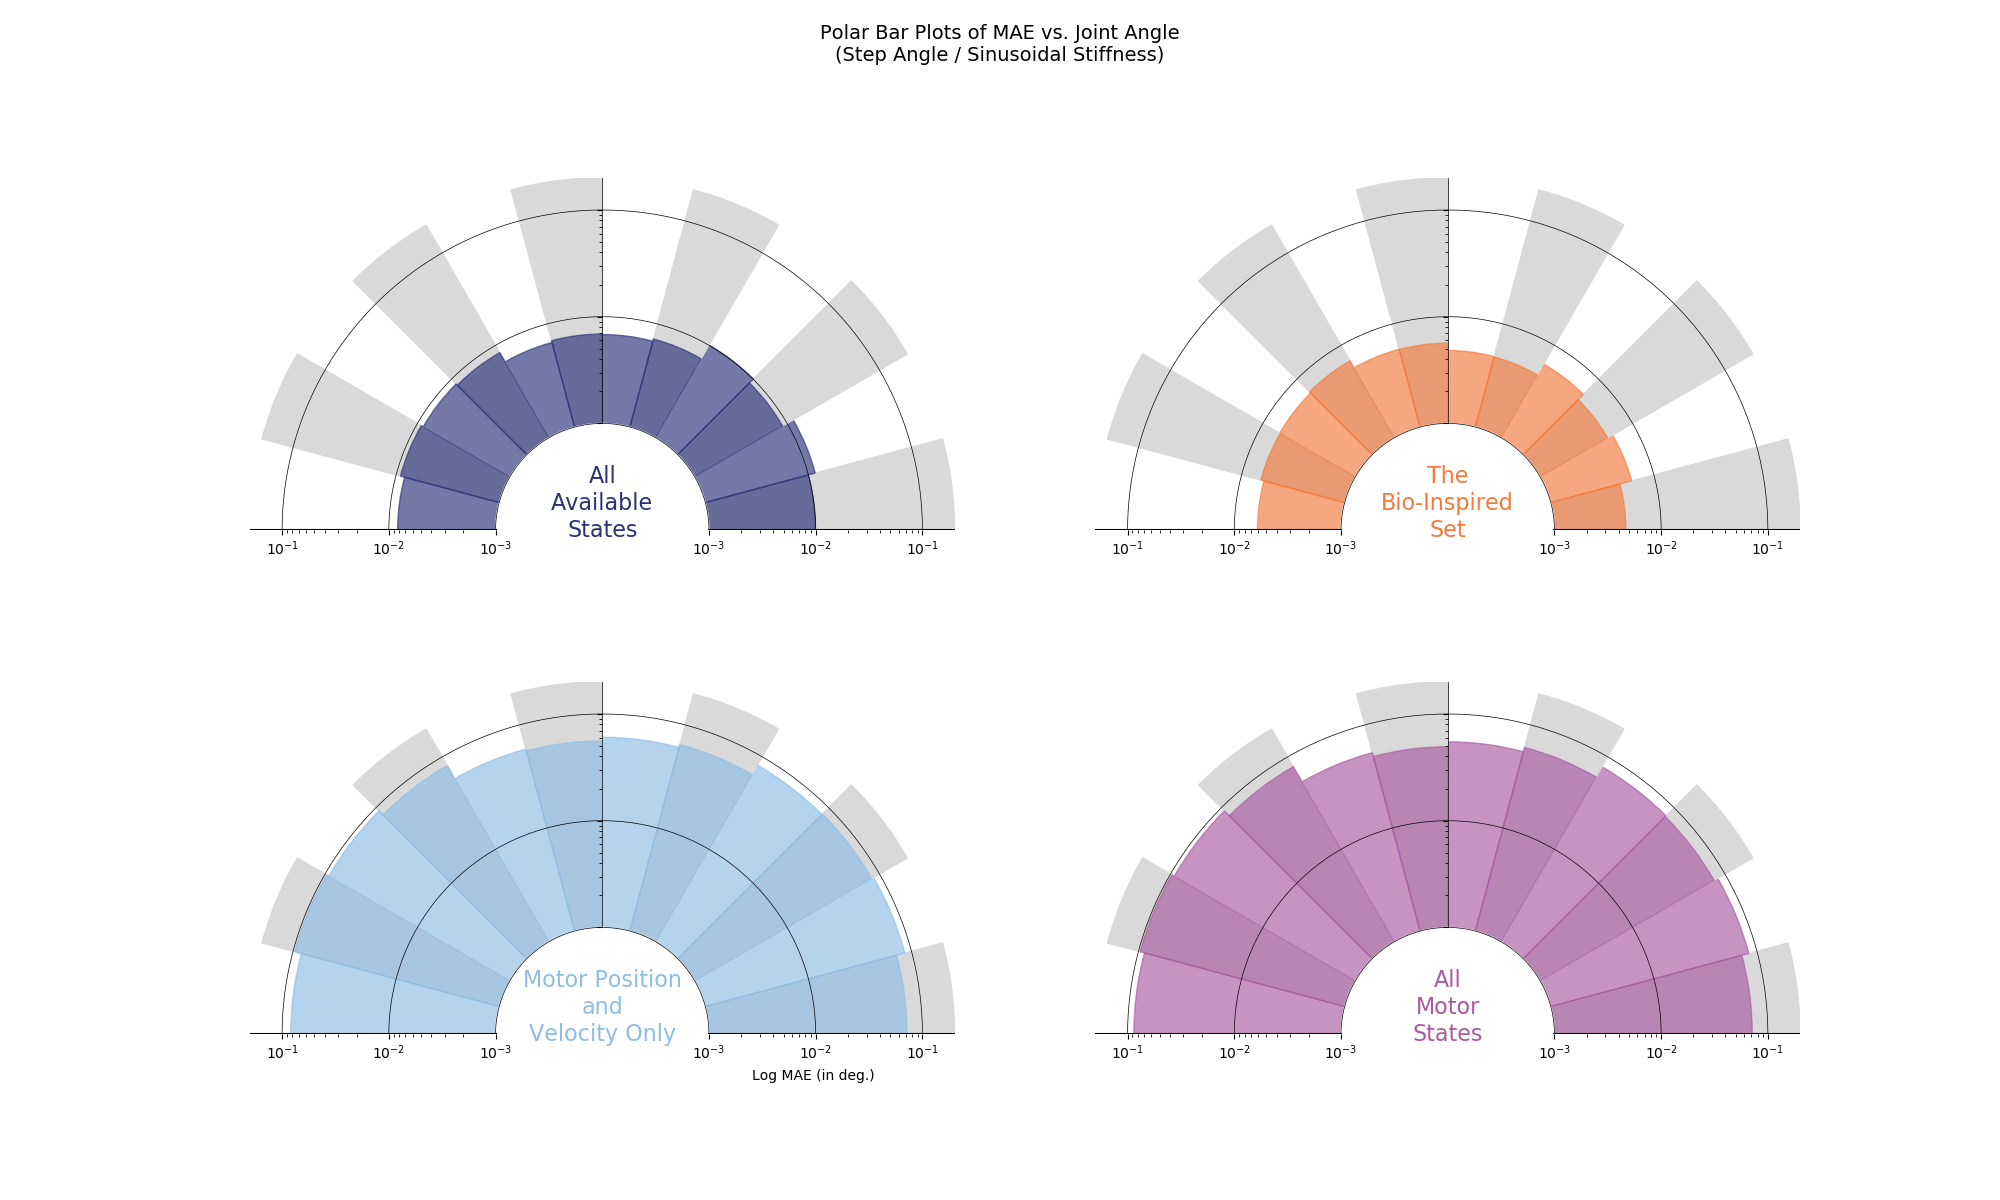 Polar Bar Plots of MAE vs. Joint Angle
(Step Angle / Sinusoidal Stiffness)
All
Available
States
10⁻¹ 10⁻² 10⁻³ 10⁻³ 10⁻² 10⁻¹
The
Bio-Inspired
Set
10⁻¹ 10⁻² 10⁻³ 10⁻³ 10⁻² 10⁻¹
Motor Position
and
Velocity Only
10⁻¹ 10⁻² 10⁻³ 10⁻³ 10⁻² 10⁻¹
Log MAE (in deg.)
All
Motor
States
10⁻¹ 10⁻² 10⁻³ 10⁻³ 10⁻² 10⁻¹